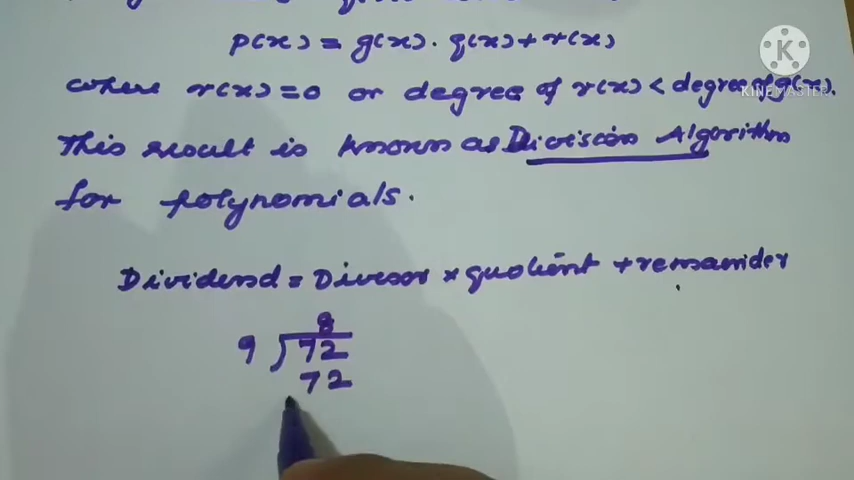 p(x) = g(x). q(x)+r(x)
where r(x) = 0 or degree of r(x) < degree of g(x).
This result is known as Division Algorithm
for polynomials.
Dividend = Divisor × quotient + remainder
8
9 72
72
K
KINEMASTER